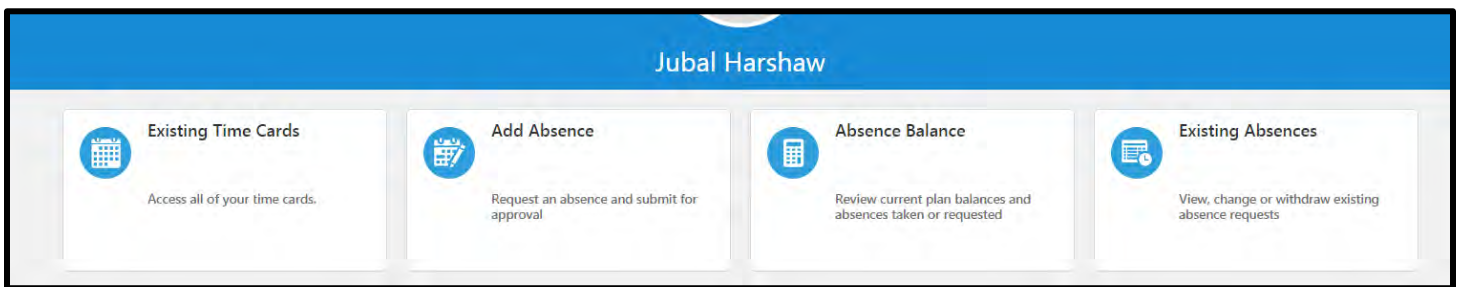 Jubal Harshaw
Existing Time Cards
Access all of your time cards.
Add Absence
Request an absence and submit for
approval
Absence Balance
Review current plan balances and
absences taken or requested
Existing Absences
View, change or withdraw existing
absence requests